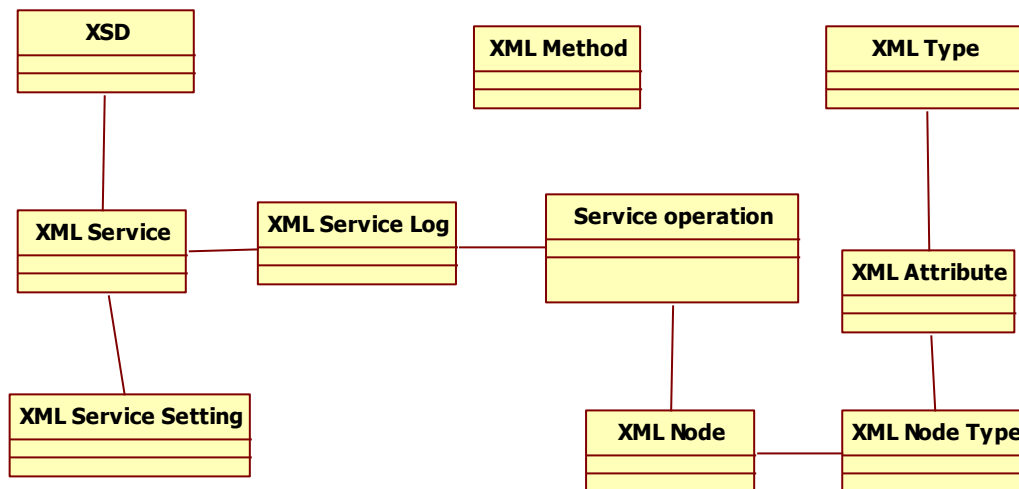 XSD
XML Method
XML Type
XML Service
XML Service Log
Service operation
XML Attribute
XML Service Setting
XML Node
XML Node Type